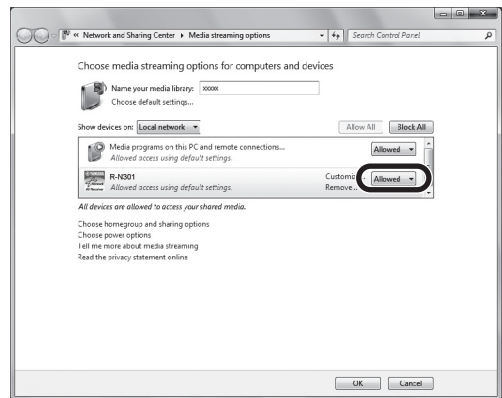 « Network and Sharing Center ▸ Media streaming options
Search Control Panel
Choose media streaming options for computers and devices
Name your media library: xxxxx
Choose default settings...
Show devices on: Local network
Allow All Block All
Media programs on this PC and remote connections...
Allowed
Allowed access using default settings.
R-N301
Customize...
Allowed
Allowed access using default settings.
Remove...
All devices are allowed to access your shared media.
Choose homegroup and sharing options
Choose power options
Tell me more about media streaming
Read the privacy statement online
OK Cancel